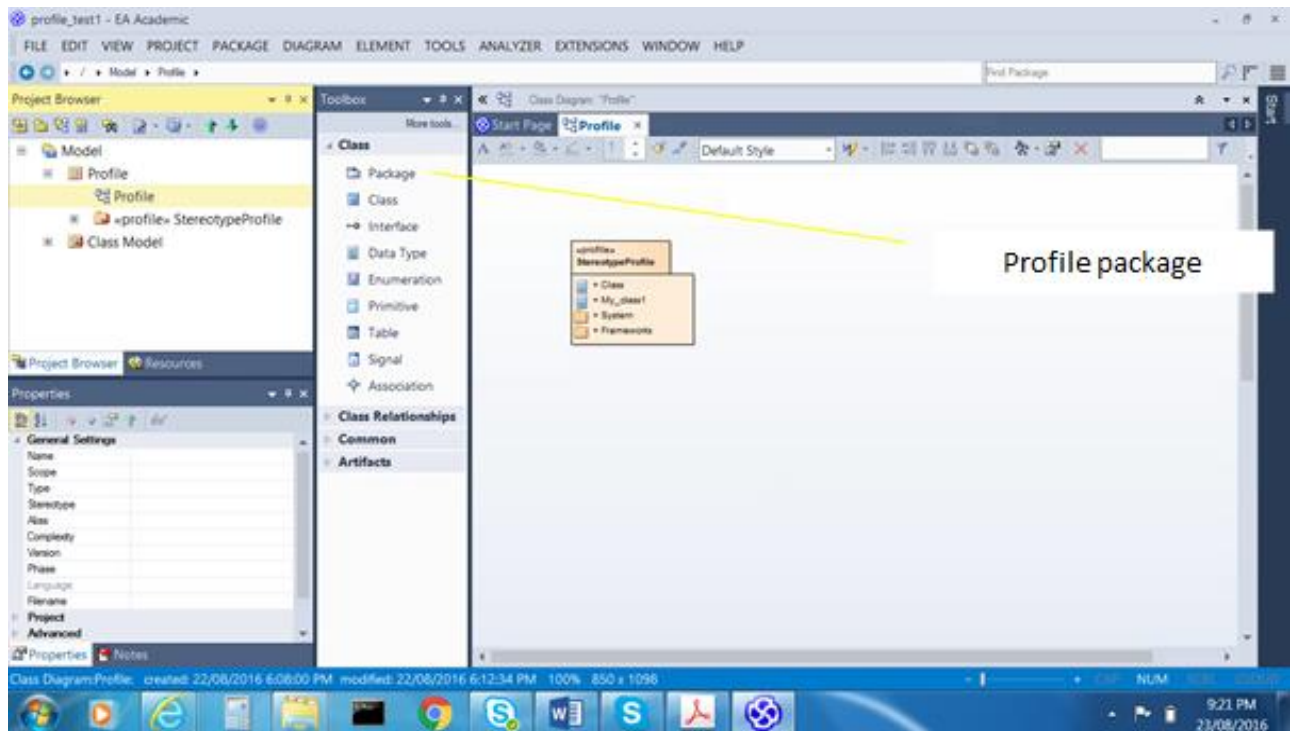 profile_test1 - EA Academic
FILE EDIT VIEW PROJECT PACKAGE DIAGRAM ELEMENT TOOLS ANALYZER EXTENSIONS WINDOW HELP
/ Model Profile
Find Package
Start
Project Browser
Model
Profile
Profile
«profile» StereotypeProfile
Class Model
Project Browser Resources
Properties
General Settings
Name
Scope
Type
Stereotype
Alias
Complexity
Version
Phase
Language
Filename
Project
Advanced
Properties Notes
Toolbox
More tools...
Class
Package
Class
Interface
Data Type
Enumeration
Primitive
Table
Signal
Association
Class Relationships
Common
Artifacts
Class Diagram: "Profile"
Start Page Profile
Default Style
«profile»
StereotypeProfile
+ Class
+ My_class1
+ System
+ Frameworks
Profile package
Class Diagram:Profile: created: 22/08/2016 6:08:00 PM modified: 22/08/2016 6:12:34 PM 100% 850 x 1098
CAP NUM
9:21 PM
23/08/2016